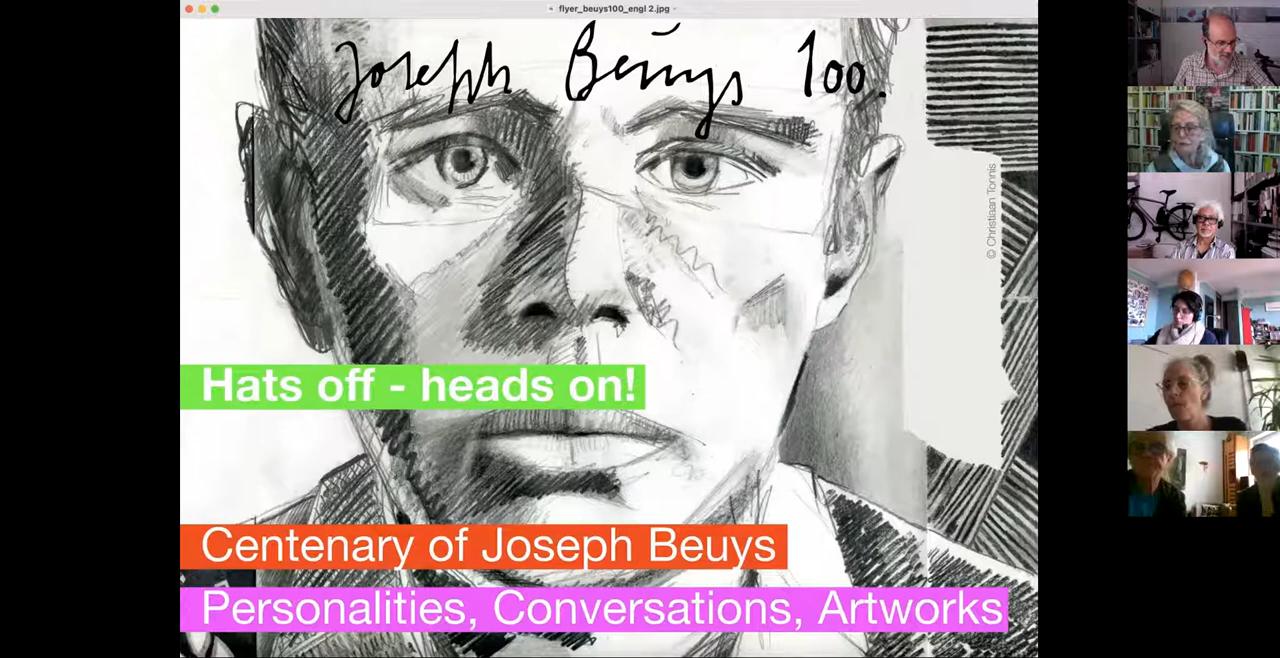 flyer_beuys100_engl 2.jpg
Joseph Beuys 100.
© Christiaan Tonnis
Hats off - heads on!
Centenary of Joseph Beuys
Personalities, Conversations, Artworks